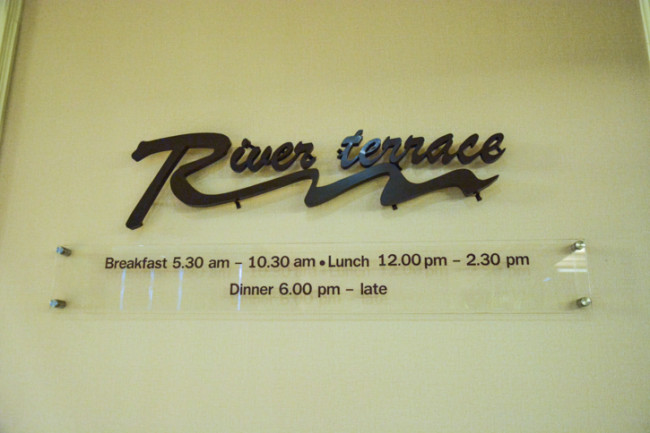 River terrace
Breakfast 5.30 am – 10.30 am • Lunch 12.00 pm – 2.30 pm
Dinner 6.00 pm – late